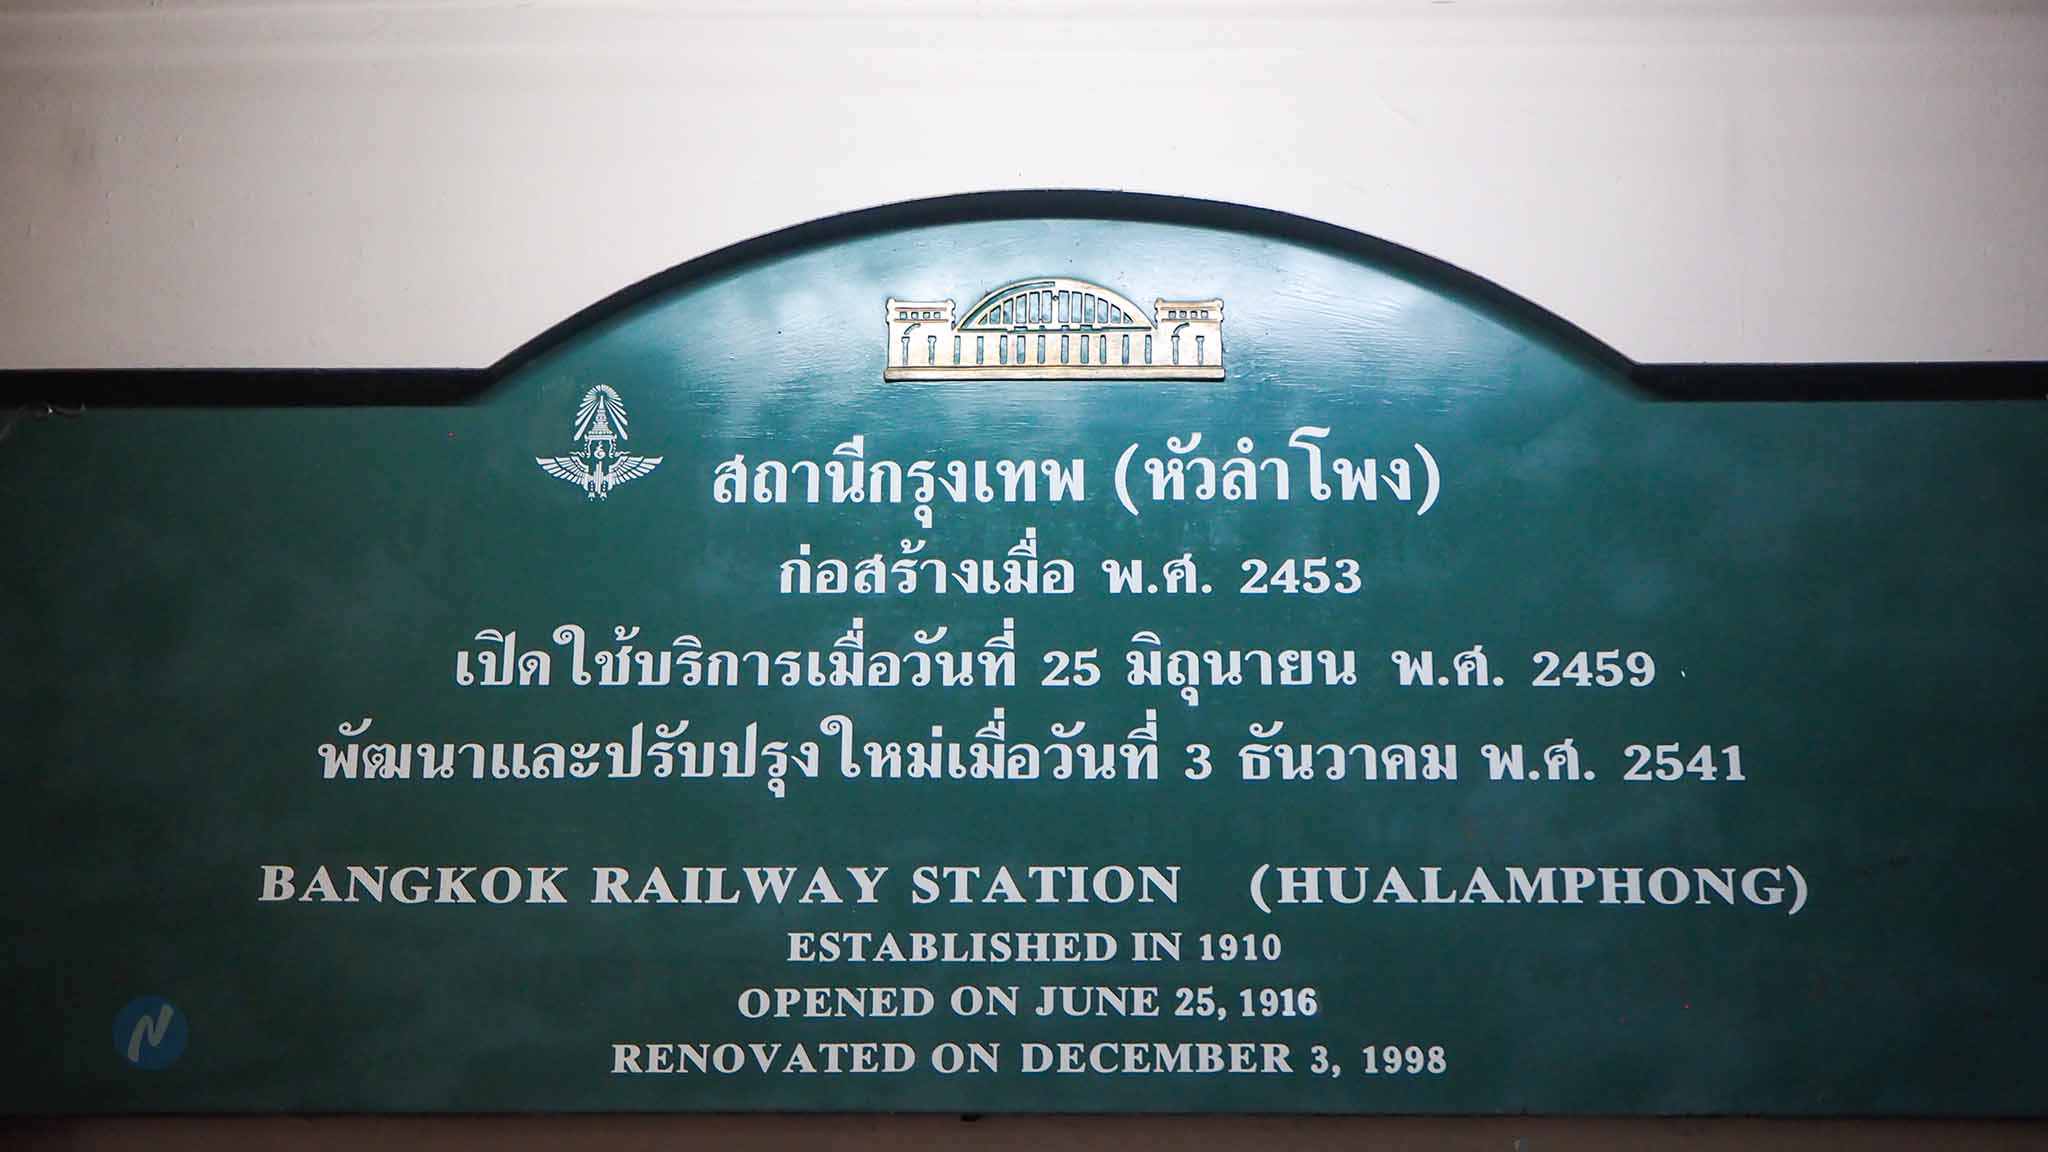 สถานีกรุงเทพ (หัวลำโพง)
ก่อสร้างเมื่อ พ.ศ. 2453
เปิดใช้บริการเมื่อวันที่ 25 มิถุนายน พ.ศ. 2459
พัฒนาและปรับปรุงใหม่เมื่อวันที่ 3 ธันวาคม พ.ศ. 2541
BANGKOK RAILWAY STATION (HUALAMPHONG)
ESTABLISHED IN 1910
OPENED ON JUNE 25, 1916
RENOVATED ON DECEMBER 3, 1998
N